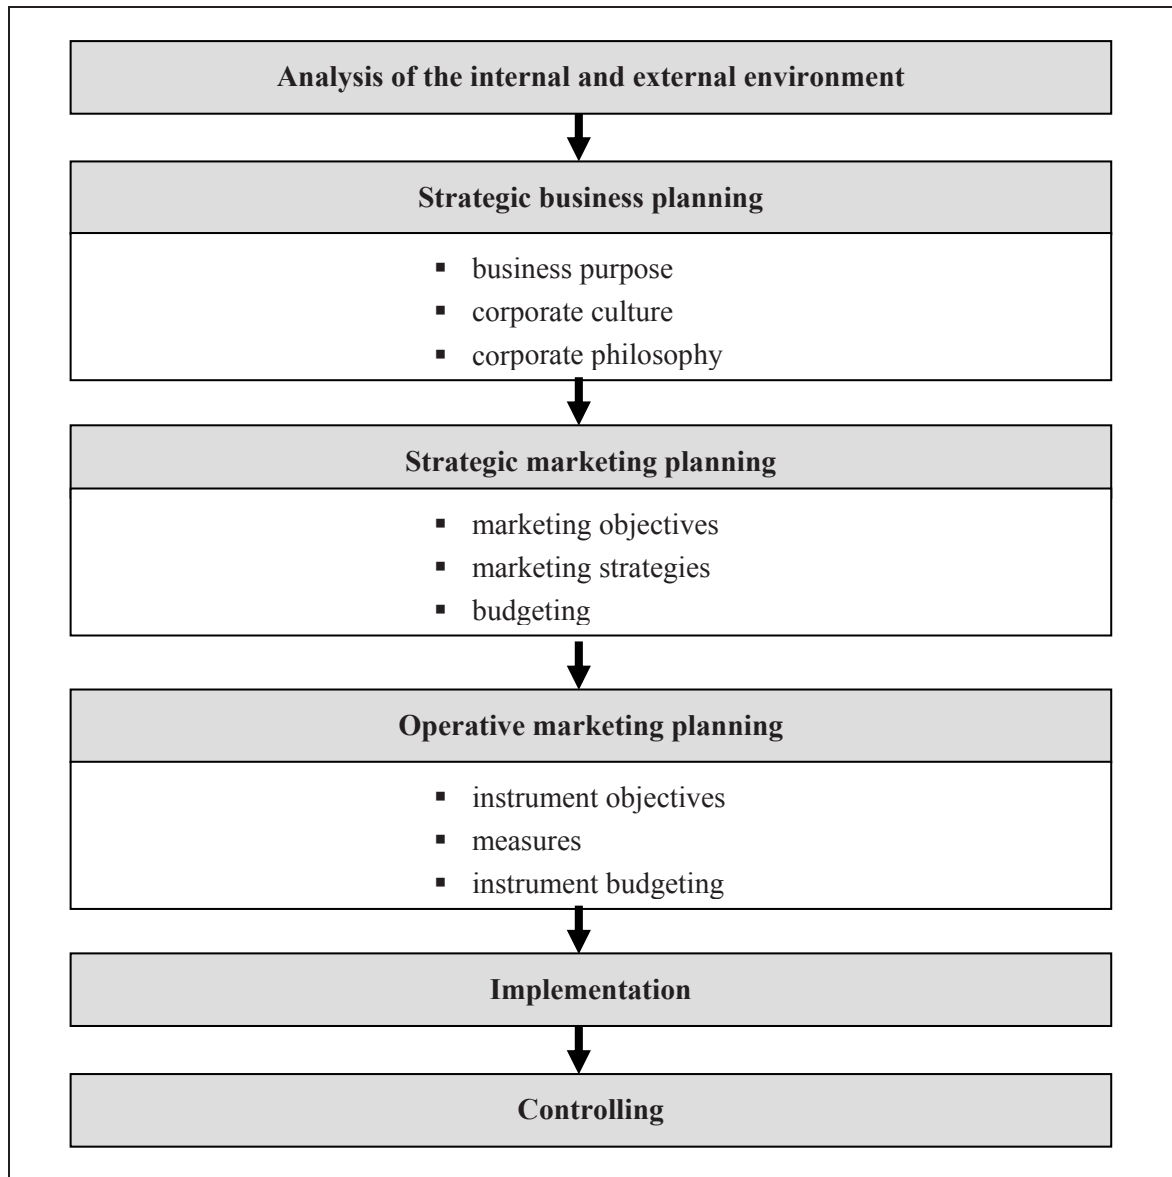 Analysis of the internal and external environment
Strategic business planning
▪ business purpose
▪ corporate culture
▪ corporate philosophy
Strategic marketing planning
▪ marketing objectives
▪ marketing strategies
▪ budgeting
Operative marketing planning
▪ instrument objectives
▪ measures
▪ instrument budgeting
Implementation
Controlling